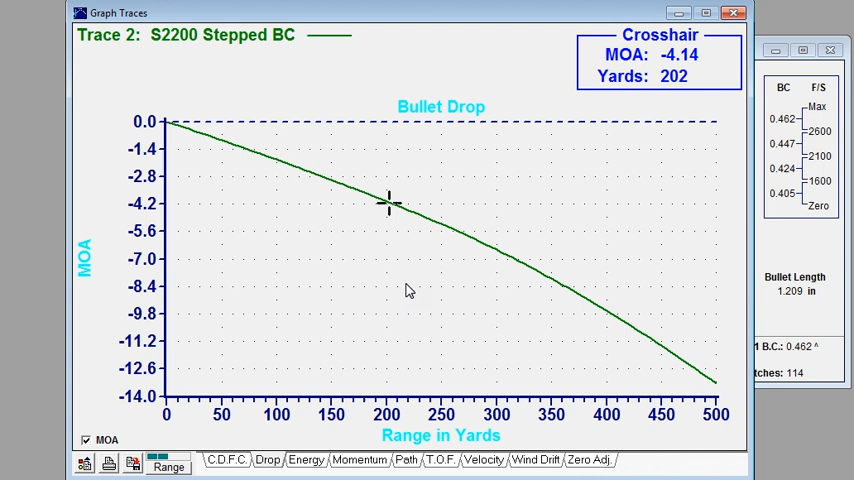 Graph Traces
Trace 2: S2200 Stepped BC
Crosshair
MOA: -4.14
Yards: 202
Bullet Drop
0.0
-1.4
-2.8
-4.2
-5.6
-7.0
-8.4
-9.8
-11.2
-12.6
-14.0
MOA
0 50 100 150 200 250 300 350 400 450 500
Range in Yards
MOA
Range
C.D.F.C. Drop Energy Momentum Path T.O.F. Velocity Wind Drift Zero Adj.
BC F/S
Max
0.462
2600
0.447
2100
0.424
1600
0.405
Zero
Bullet Length
1.209 in
1 B.C.: 0.462 ^
tches: 114